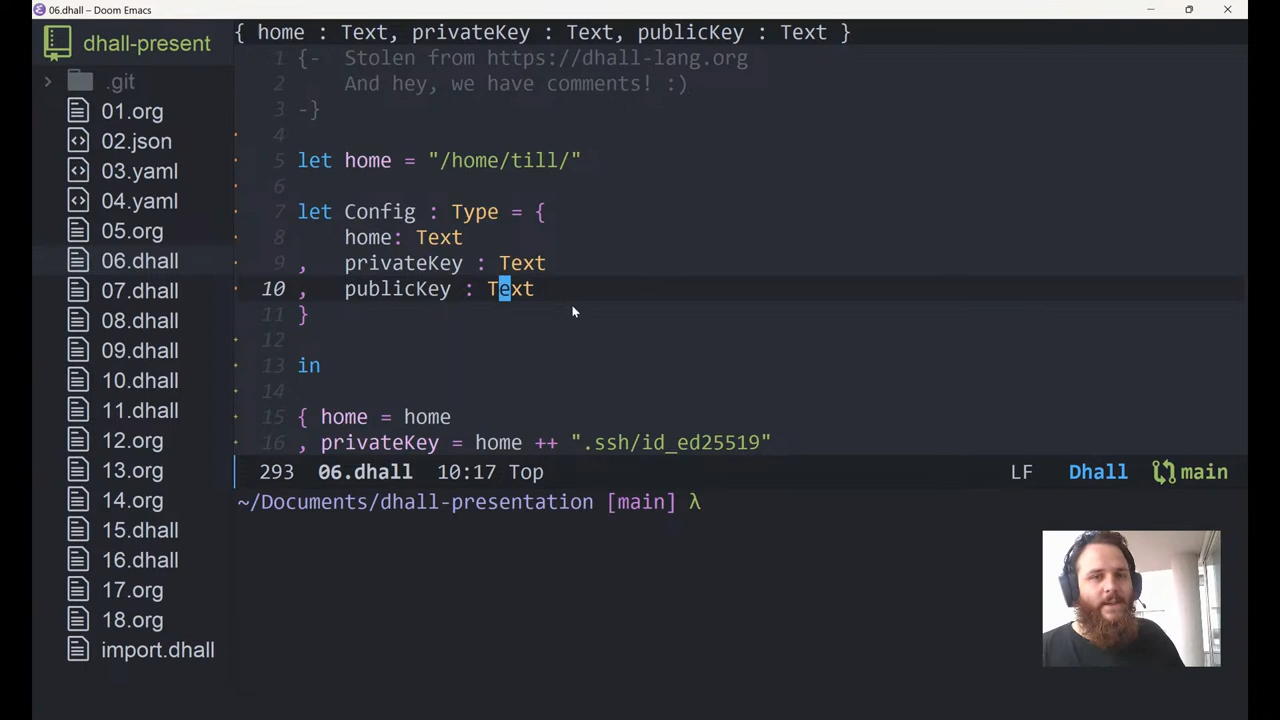 06.dhall – Doom Emacs
dhall-present
.git
01.org
02.json
03.yaml
04.yaml
05.org
06.dhall
07.dhall
08.dhall
09.dhall
10.dhall
11.dhall
12.org
13.org
14.org
15.dhall
16.dhall
17.org
18.org
import.dhall
{ home : Text, privateKey : Text, publicKey : Text }
1 {- Stolen from https://dhall-lang.org
2 And hey, we have comments! :)
3 -}
4
5 let home = "/home/till/"
6
7 let Config : Type = {
8 home: Text
9 , privateKey : Text
10 , publicKey : Text
11 }
12
13 in
14
15 { home = home
16 , privateKey = home ++ ".ssh/id_ed25519"
293 06.dhall 10:17 Top LF Dhall main
~/Documents/dhall-presentation [main] λ